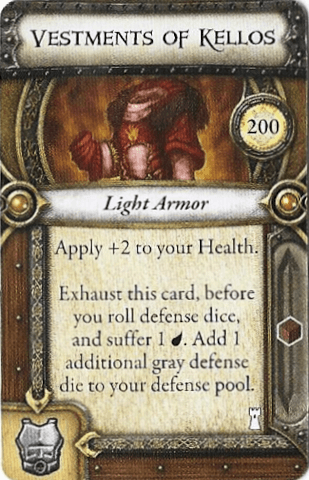 Vestments of Kellos
200
Light Armor
Apply +2 to your Health.
Exhaust this card, before
you roll defense dice,
and suffer 1 . Add 1
additional gray defense
die to your defense pool.